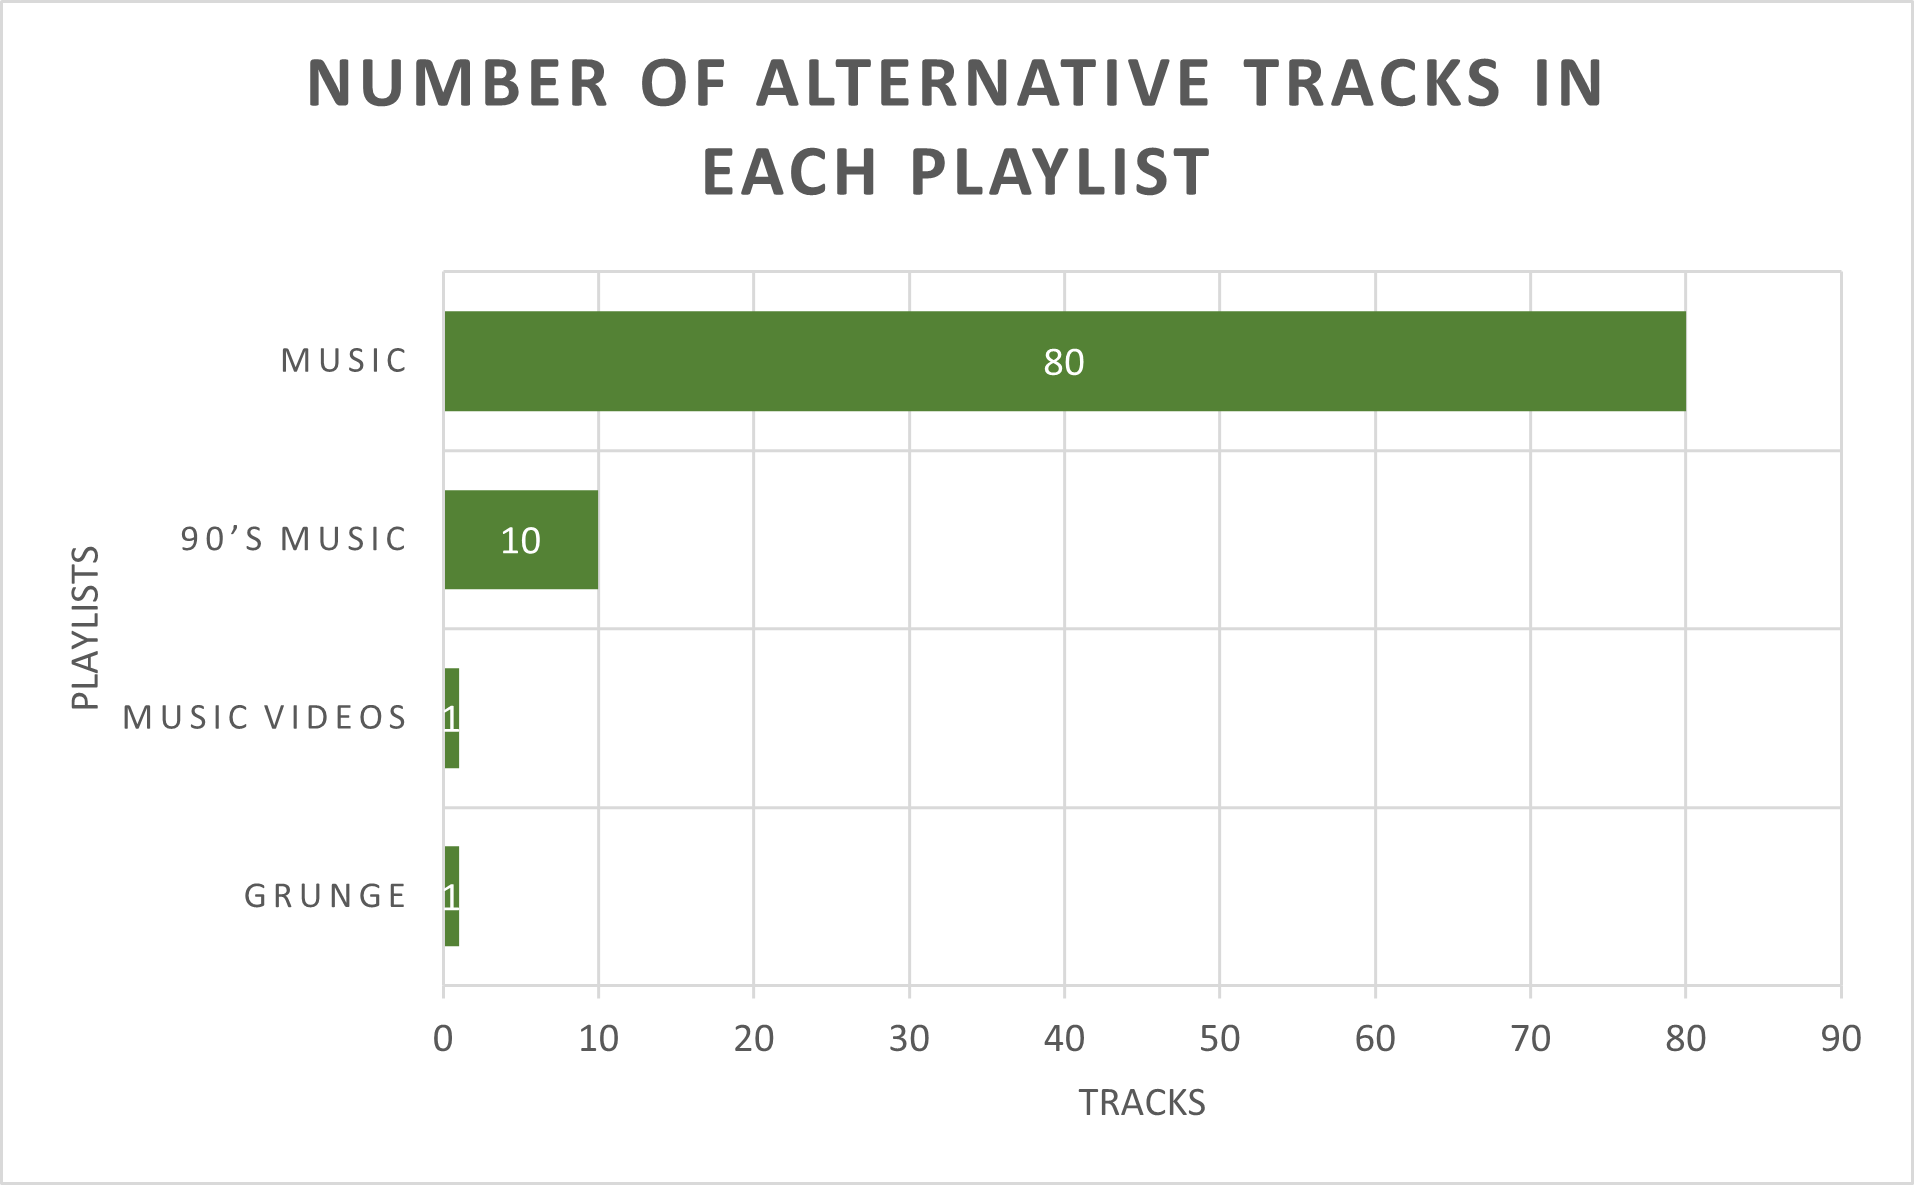 NUMBER OF ALTERNATIVE TRACKS IN
EACH PLAYLIST
PLAYLISTS
MUSIC
80
90’S MUSIC
10
MUSIC VIDEOS
1
GRUNGE
1
0 10 20 30 40 50 60 70 80 90
TRACKS